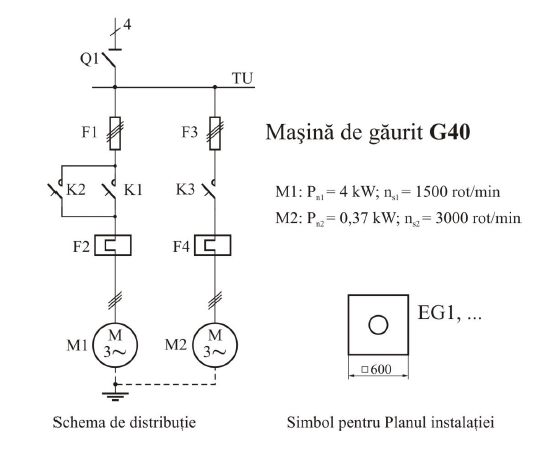 4
Q1
TU
F1
F3
Maşină de găurit G40
K2
K1
K3
M1: Pn1 = 4 kW; ns1 = 1500 rot/min
M2: Pn2 = 0,37 kW; ns2 = 3000 rot/min
F2
F4
EG1, ...
M1
M
3~
M2
M
3~
□600
Schema de distribuție
Simbol pentru Planul instalației